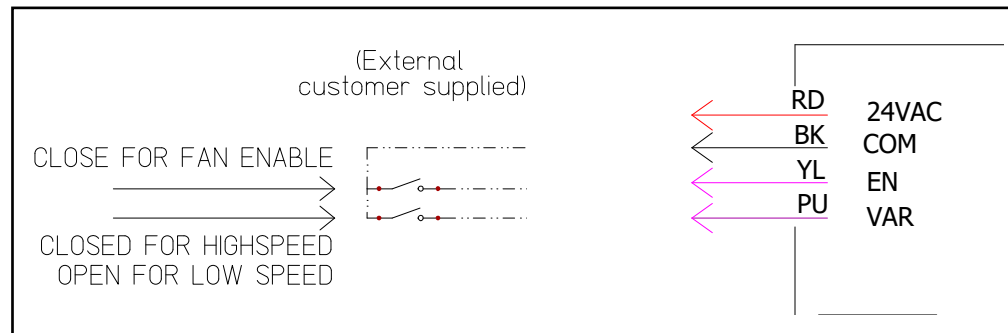 (External
customer supplied)
CLOSE FOR FAN ENABLE
CLOSED FOR HIGHSPEED
OPEN FOR LOW SPEED
RD 24VAC
BK COM
YL EN
PU VAR